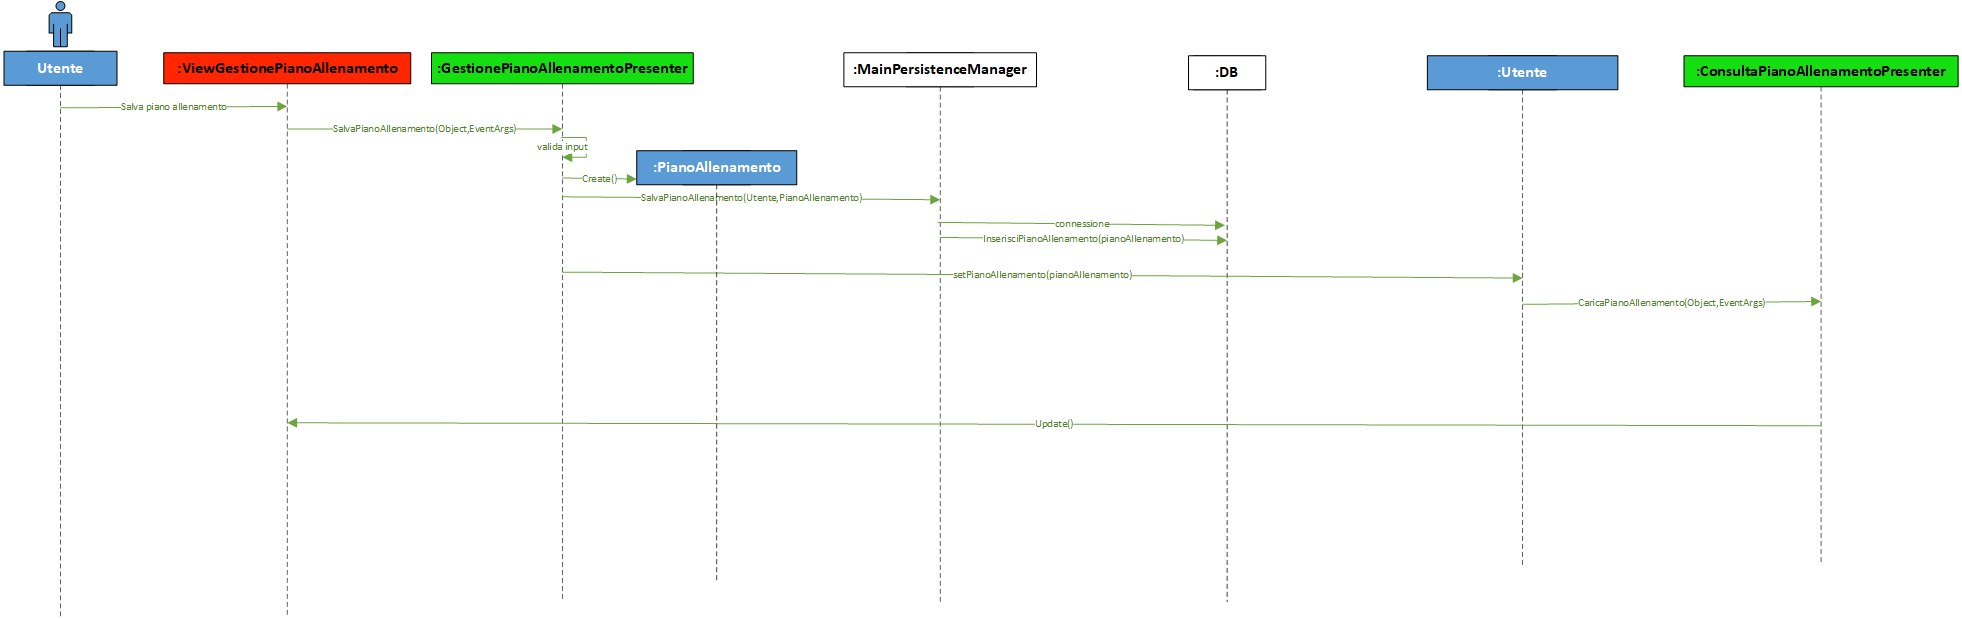 Utente
:ViewGestionePianoAllenamento
:GestionePianoAllenamentoPresenter
:MainPersistenceManager
:DB
:Utente
:ConsultaPianoAllenamentoPresenter
Salva piano allenamento
SalvaPianoAllenamento(Object,EventArgs)
valida input
:PianoAllenamento
Create()
SalvaPianoAllenamento(Utente,PianoAllenamento)
connessione
InserisciPianoAllenamento(pianoAllenamento)
setPianoAllenamento(pianoAllenamento)
CaricaPianoAllenamento(Object,EventArgs)
Update()